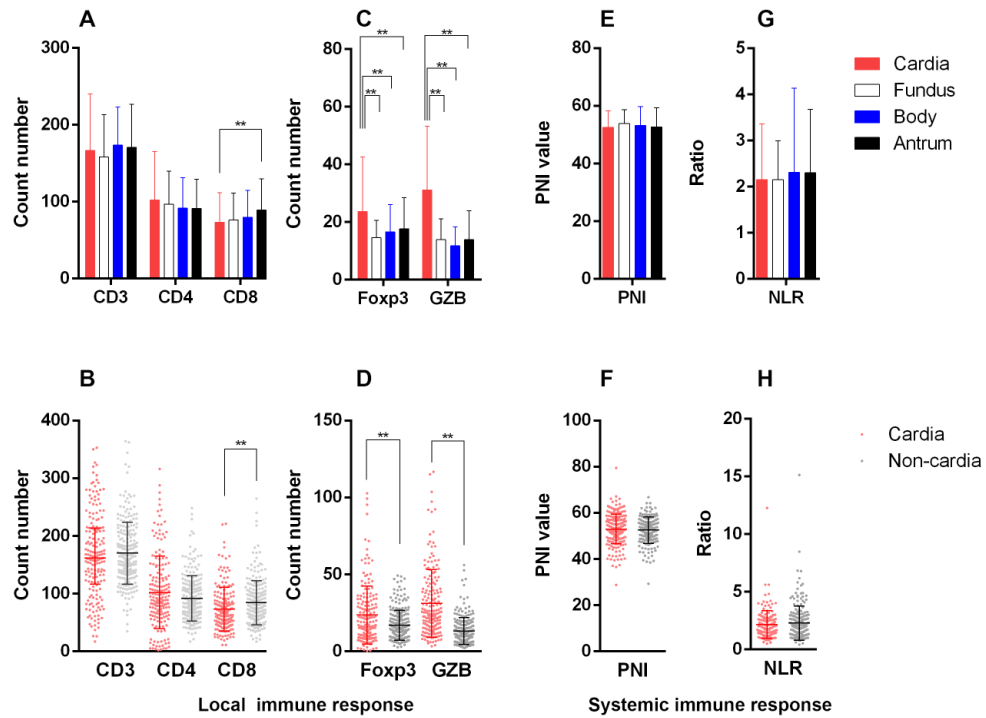 A
C
E
G
Count number
300
200
100
0
**
CD3
CD4
CD8
Count number
80
60
40
20
0
**
**
**
**
**
**
Foxp3
GZB
PNI value
80
60
40
20
0
PNI
Ratio
5
4
3
2
1
0
NLR
Cardia
Fundus
Body
Antrum
B
D
F
H
Count number
400
300
200
100
0
**
CD3
CD4
CD8
Count number
150
100
50
0
**
**
Foxp3
GZB
PNI value
100
80
60
40
20
0
PNI
Ratio
20
15
10
5
0
NLR
Cardia
Non-cardia
Local immune response
Systemic immune response